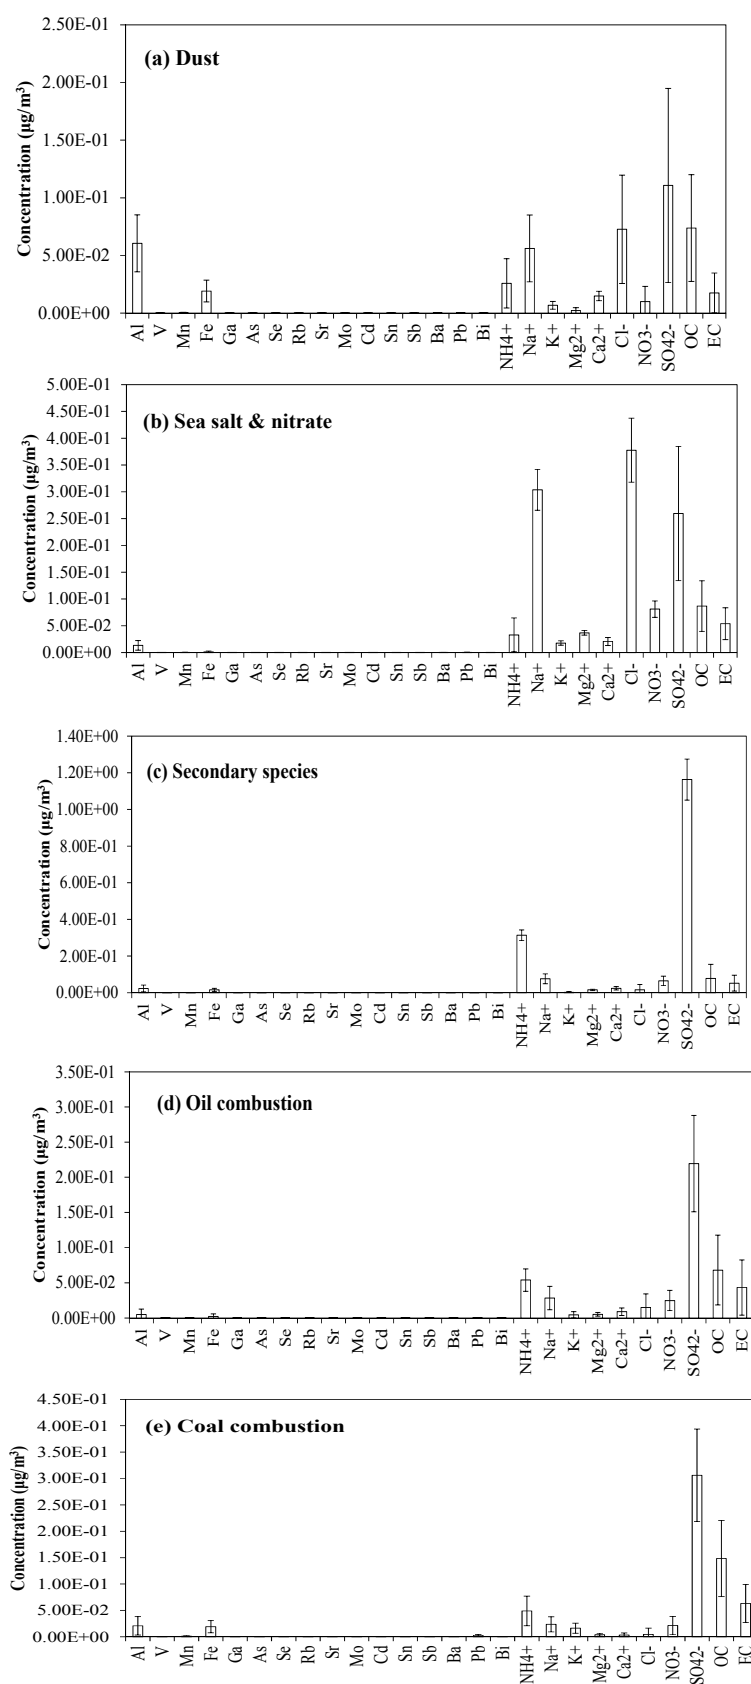 2.50E-01
(a) Dust
2.00E-01
1.50E-01
1.00E-01
5.00E-02
0.00E+00
Concentration (µg/m³)
Al V Mn Fe Ga As Se Rb Sr Mo Cd Sn Sb Ba Pb Bi NH4+ Na+ K+ Mg2+ Ca2+ Cl- NO3- SO42- OC EC
5.00E-01
4.50E-01
(b) Sea salt & nitrate
4.00E-01
3.50E-01
3.00E-01
2.50E-01
2.00E-01
1.50E-01
1.00E-01
5.00E-02
0.00E+00
Concentration (µg/m³)
Al V Mn Fe Ga As Se Rb Sr Mo Cd Sn Sb Ba Pb Bi NH4+ Na+ K+ Mg2+ Ca2+ Cl- NO3- SO42- OC EC
1.40E+00
(c) Secondary species
1.20E+00
1.00E+00
8.00E-01
6.00E-01
4.00E-01
2.00E-01
0.00E+00
Concentration (µg/m³)
Al V Mn Fe Ga As Se Rb Sr Mo Cd Sn Sb Ba Pb Bi NH4+ Na+ K+ Mg2+ Ca2+ Cl- NO3- SO42- OC EC
3.50E-01
(d) Oil combustion
3.00E-01
2.50E-01
2.00E-01
1.50E-01
1.00E-01
5.00E-02
0.00E+00
Concentration (µg/m³)
Al V Mn Fe Ga As Se Rb Sr Mo Cd Sn Sb Ba Pb Bi NH4+ Na+ K+ Mg2+ Ca2+ Cl- NO3- SO42- OC EC
4.50E-01
(e) Coal combustion
4.00E-01
3.50E-01
3.00E-01
2.50E-01
2.00E-01
1.50E-01
1.00E-01
5.00E-02
0.00E+00
Concentration (µg/m³)
Al V Mn Fe Ga As Se Rb Sr Mo Cd Sn Sb Ba Pb Bi NH4+ Na+ K+ Mg2+ Ca2+ Cl- NO3- SO42- OC EC